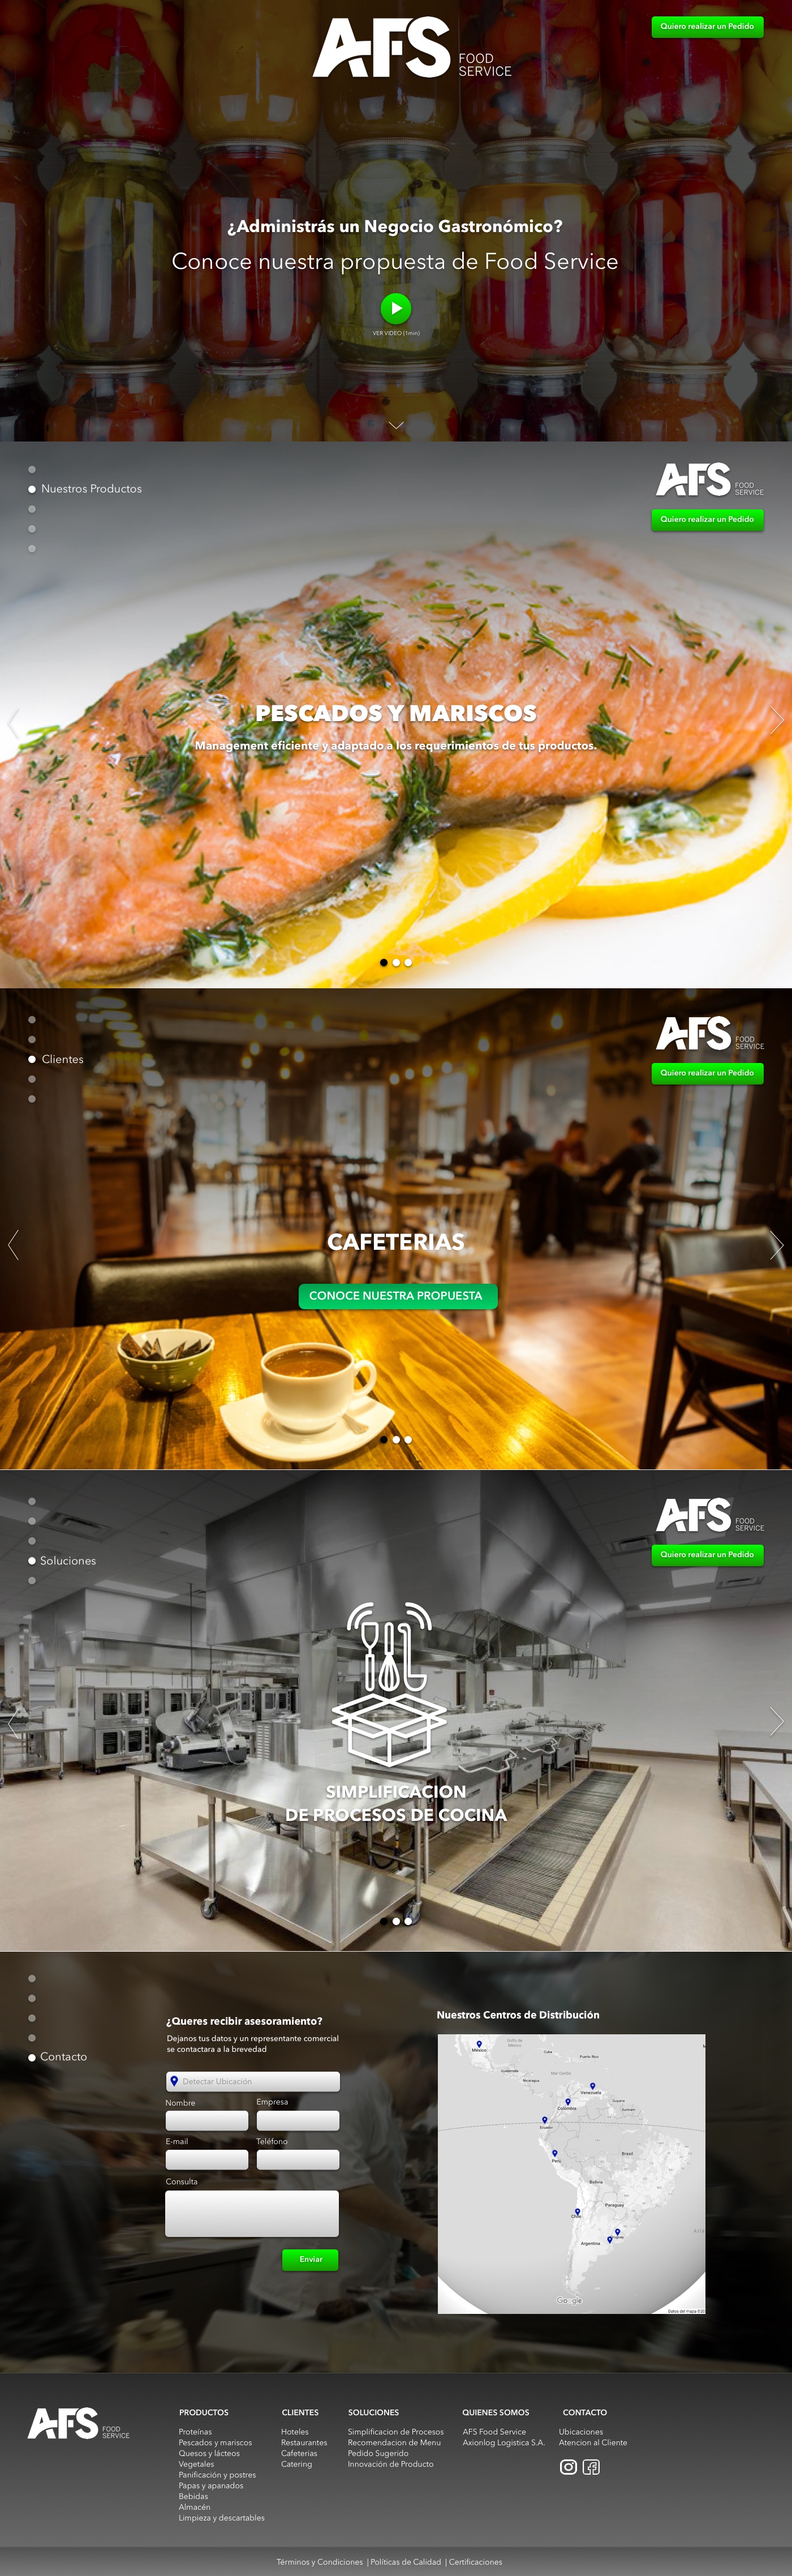 AFS FOOD
SERVICE
Quiero realizar un Pedido
¿Administrás un Negocio Gastronómico?
Conoce nuestra propuesta de Food Service
VER VIDEO (1min)
Nuestros Productos
AFS FOOD
SERVICE
Quiero realizar un Pedido
PESCADOS Y MARISCOS
Management eficiente y adaptado a los requerimientos de tus productos.
Clientes
AFS FOOD
SERVICE
Quiero realizar un Pedido
CAFETERIAS
CONOCE NUESTRA PROPUESTA
Soluciones
AFS FOOD
SERVICE
Quiero realizar un Pedido
SIMPLIFICACION
DE PROCESOS DE COCINA
Contacto
¿Queres recibir asesoramiento?
Dejanos tus datos y un representante comercial
se contactara a la brevedad
Detectar Ubicación
Nombre
Empresa
E-mail
Teléfono
Consulta
Enviar
Nuestros Centros de Distribución
México
Golfo de
México
Cuba
Puerto Rico
Guatemala
Nicaragua
Mar Caribe
Venezuela
Guyana
Surinam
Colombia
Ecuador
Perú
Brasil
Bolivia
Paraguay
Chile
Argentina
Google
AFS FOOD
SERVICE
PRODUCTOS
Proteínas
Pescados y mariscos
Quesos y lácteos
Vegetales
Panificación y postres
Papas y apanados
Bebidas
Almacén
Limpieza y descartables
CLIENTES
Hoteles
Restaurantes
Cafeterias
Catering
SOLUCIONES
Simplificacion de Procesos
Recomendacion de Menu
Pedido Sugerido
Innovación de Producto
QUIENES SOMOS
AFS Food Service
Axionlog Logistica S.A.
CONTACTO
Ubicaciones
Atencion al Cliente
Términos y Condiciones | Políticas de Calidad | Certificaciones